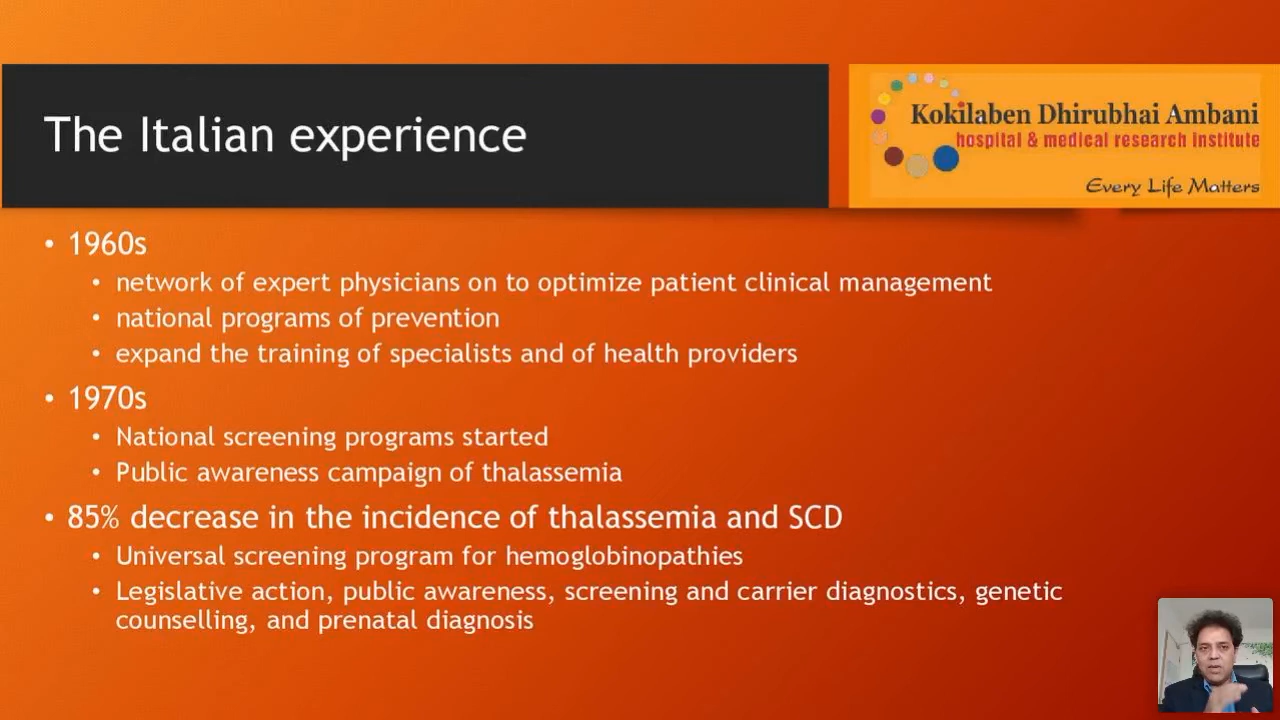 The Italian experience
Kokilaben Dhirubhai Ambani
hospital & medical research institute
Every Life Matters
• 1960s
• network of expert physicians on to optimize patient clinical management
• national programs of prevention
• expand the training of specialists and of health providers
• 1970s
• National screening programs started
• Public awareness campaign of thalassemia
• 85% decrease in the incidence of thalassemia and SCD
• Universal screening program for hemoglobinopathies
• Legislative action, public awareness, screening and carrier diagnostics, genetic
counselling, and prenatal diagnosis